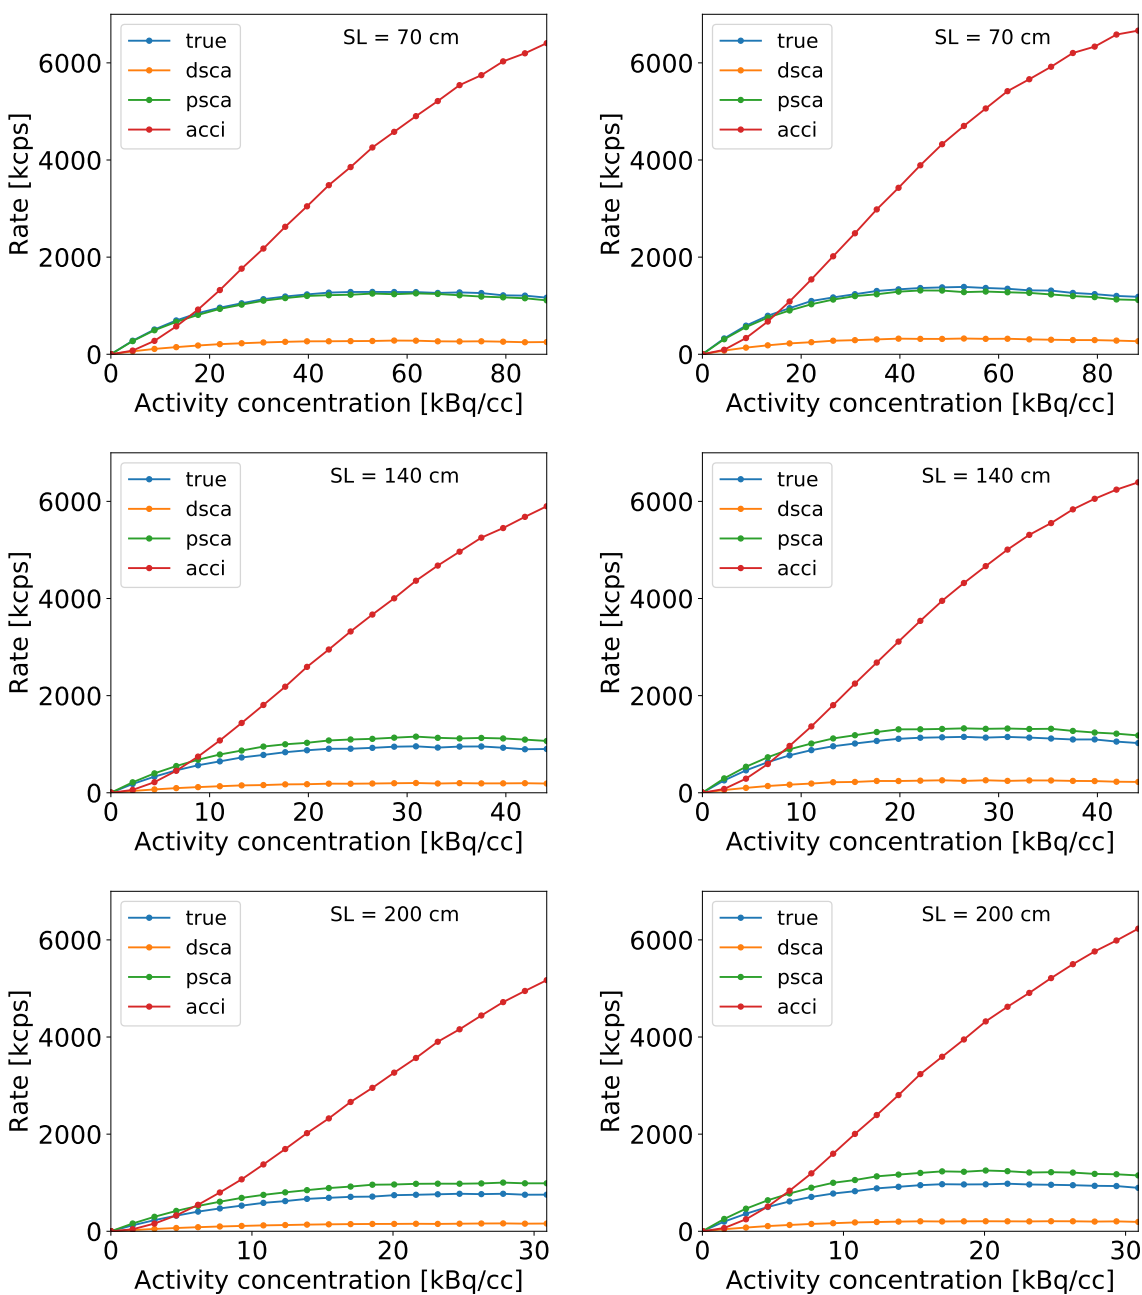 SL = 70 cm
true
dsca
psca
acci
6000
4000
2000
0
Rate [kcps]
0 20 40 60 80
Activity concentration [kBq/cc]
SL = 70 cm
true
dsca
psca
acci
6000
4000
2000
0
Rate [kcps]
0 20 40 60 80
Activity concentration [kBq/cc]
SL = 140 cm
true
dsca
psca
acci
6000
4000
2000
0
Rate [kcps]
0 10 20 30 40
Activity concentration [kBq/cc]
SL = 140 cm
true
dsca
psca
acci
6000
4000
2000
0
Rate [kcps]
0 10 20 30 40
Activity concentration [kBq/cc]
SL = 200 cm
true
dsca
psca
acci
6000
4000
2000
0
Rate [kcps]
0 10 20 30
Activity concentration [kBq/cc]
SL = 200 cm
true
dsca
psca
acci
6000
4000
2000
0
Rate [kcps]
0 10 20 30
Activity concentration [kBq/cc]